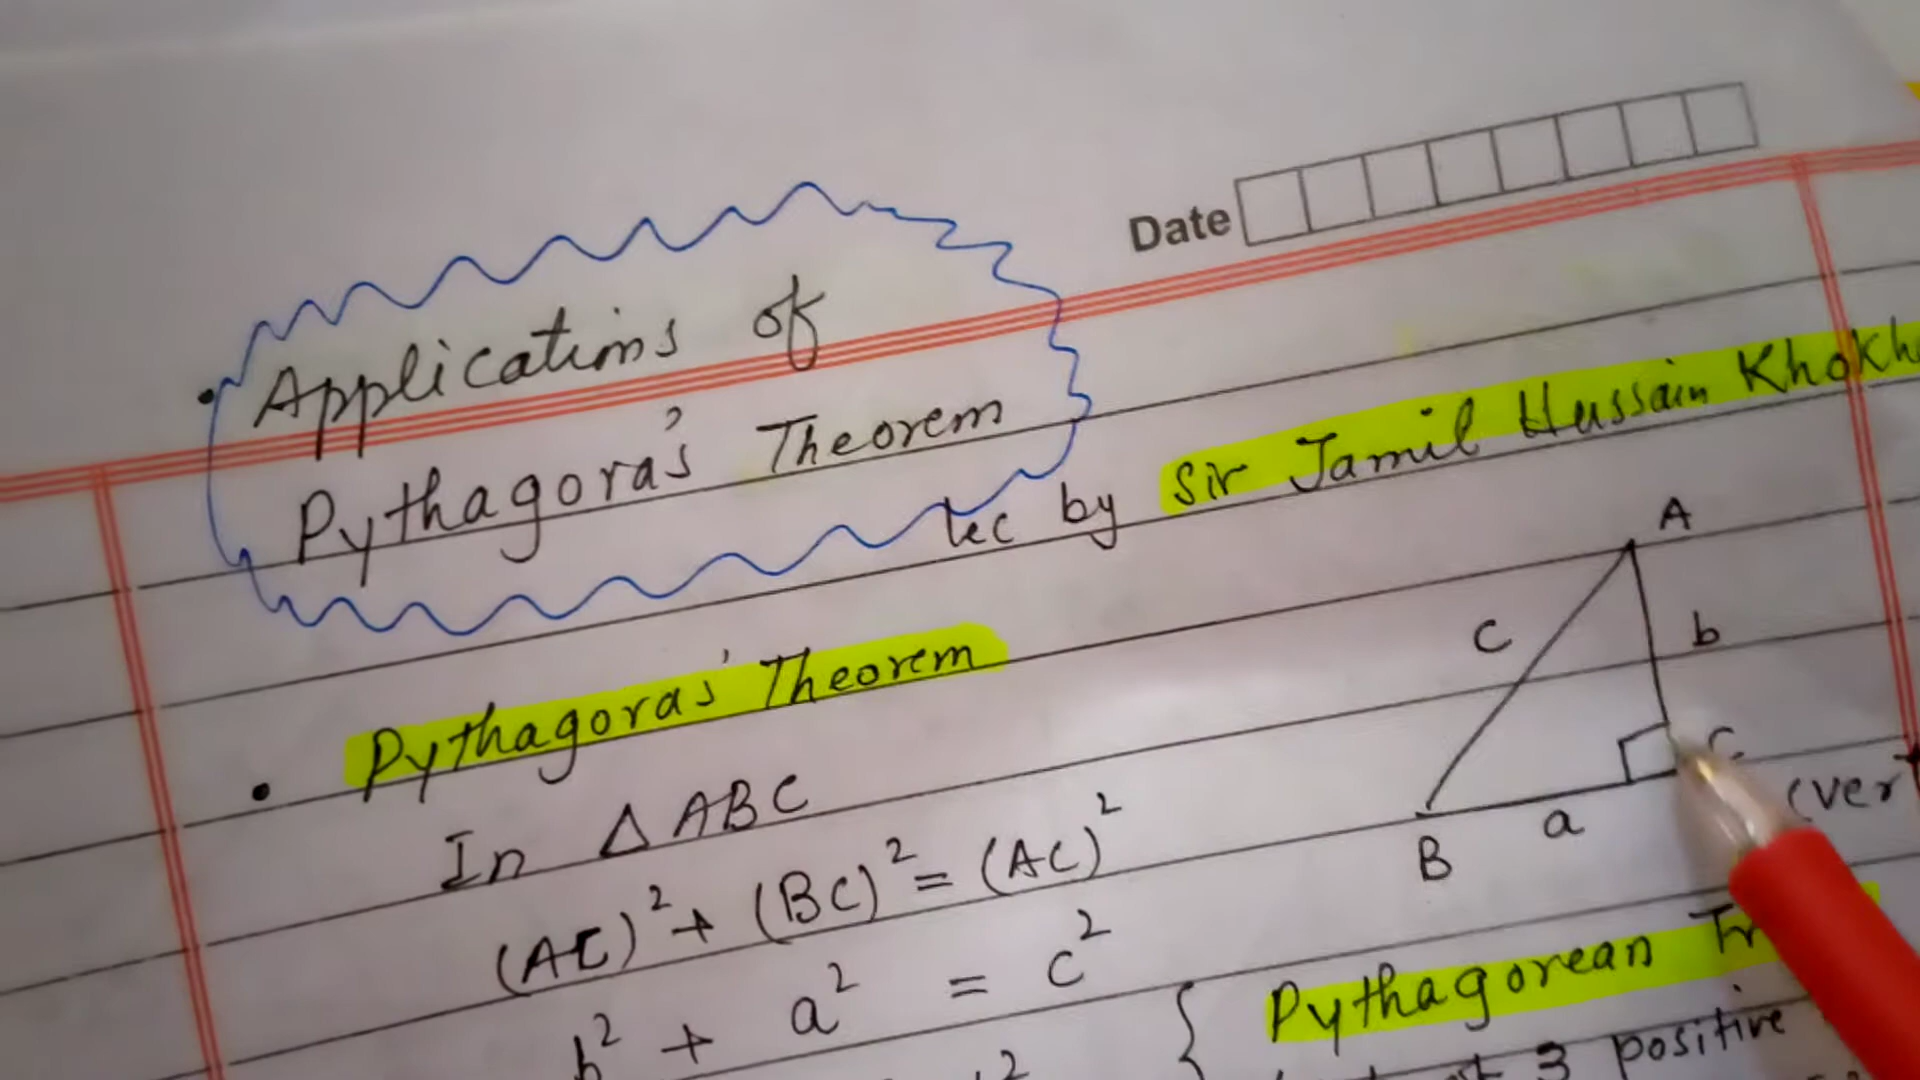 Date
Applications of
Pythagoras' Theorem
lec by Sir Jamil Hussain
A
C
b
C
B
a
(ver
• Pythagoras' Theorem
In △ ABC
(AC)² + (BC)² = (AC)²
b² + a² = c²
{ Pythagorean
3 positive